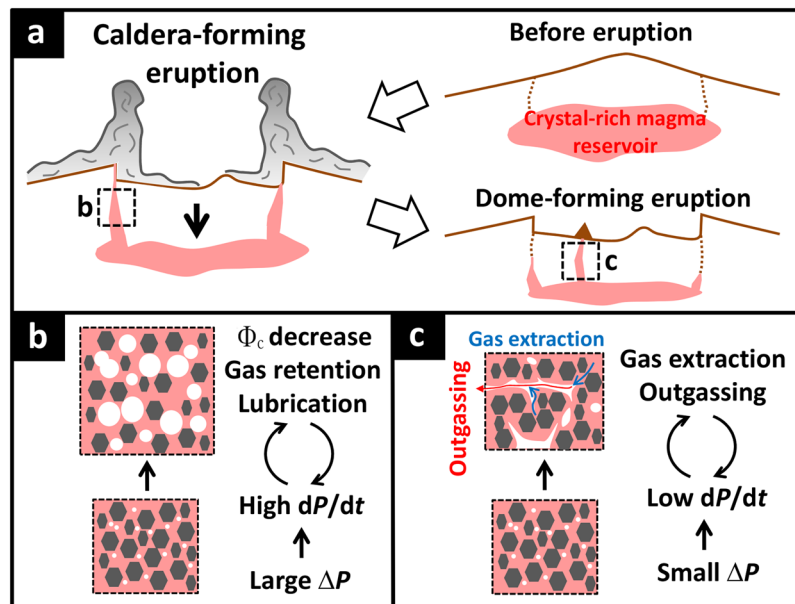 a
Caldera-forming
eruption
b
Before eruption
Crystal-rich magma
reservoir
Dome-forming eruption
c
b
Φc decrease
Gas retention
Lubrication
High dP/dt
Large ΔP
c
Gas extraction
Outgassing
Gas extraction
Outgassing
Low dP/dt
Small ΔP